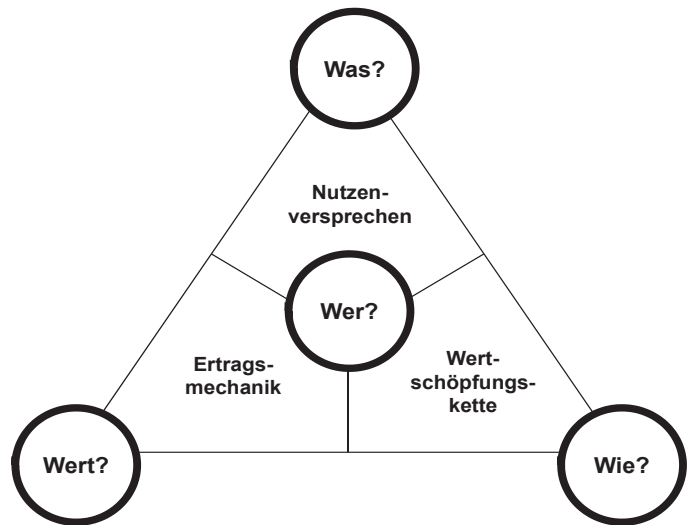 Was?
Nutzen-
versprechen
Wer?
Ertrags-
mechanik
Wert-
schöpfungs-
kette
Wert?
Wie?